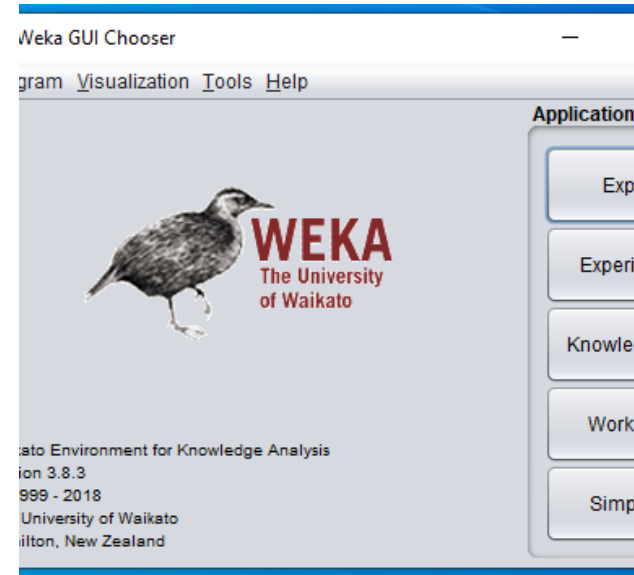 Weka GUI Chooser
gram Visualization Tools Help
Application
Exp
Experi
Knowle
Work
Simp
WEKA
The University
of Waikato
ato Environment for Knowledge Analysis
ion 3.8.3
999 - 2018
University of Waikato
ilton, New Zealand